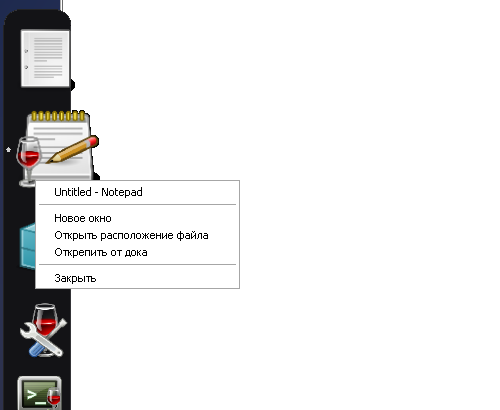 Untitled - Notepad
Новое окно
Открыть расположение файла
Открепить от дока
Закрыть
>_